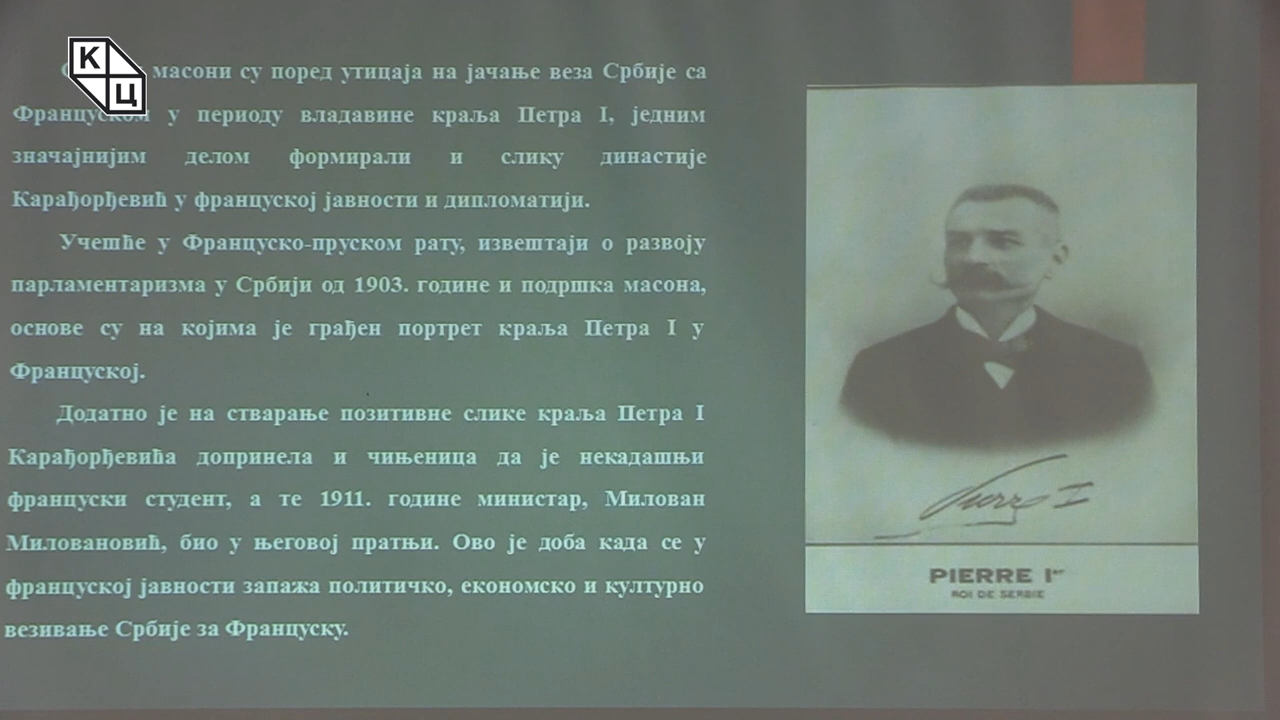 К
Ц
масони су поред утицаја на јачање веза Србије са
Француском у периоду владавине краља Петра I, једним
значајнијим делом формирали и слику династије
Карађорђевић у француској јавности и дипломатији.
Учешће у Француско-пруском рату, извештаји о развоју
парламентаризма у Србији од 1903. године и подршка масона,
основе су на којима је грађен портрет краља Петра I у
Француској.
Додатно је на стварање позитивне слике краља Петра I
Карађорђевића допринела и чињеница да је некадашњи
француски студент, а те 1911. године министар, Милован
Миловановић, био у његовој пратњи. Ово је доба када се у
француској јавности запажа политичко, економско и културно
везивање Србије за Француску.
Pierre I
PIERRE Ier
ROI DE SERBIE